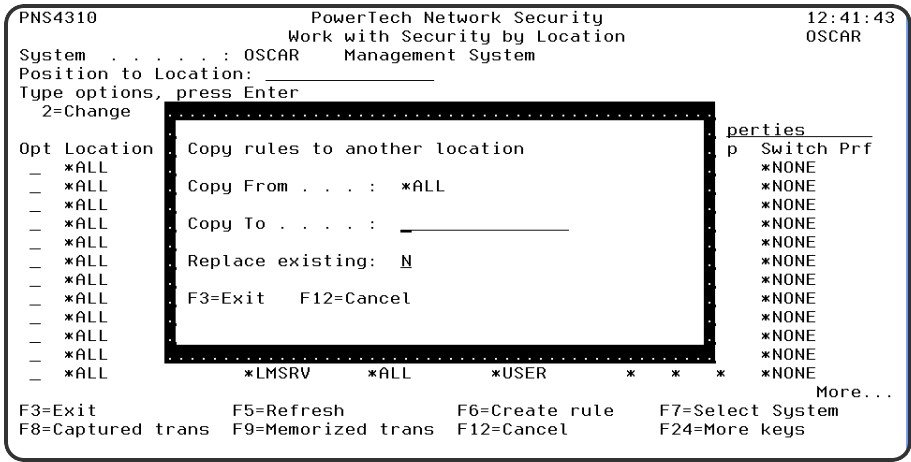 PNS4310 PowerTech Network Security 12:41:43
Work with Security by Location OSCAR
System . . . . . : OSCAR Management System
Position to Location: _______________
Type options, press Enter
2=Change
perties
Opt Location p Switch Prf
_ *ALL *NONE
Copy rules to another location
_ *ALL *NONE
Copy From . . . : *ALL
_ *ALL *NONE
_ *ALL *NONE
Copy To . . . . : _______________
_ *ALL *NONE
_ *ALL *NONE
Replace existing: N
_ *ALL *NONE
_ *ALL *NONE
F3=Exit F12=Cancel
_ *ALL *NONE
_ *ALL *NONE
_ *ALL *NONE
_ *ALL *LMSRV *ALL *USER * * * *NONE
More...
F3=Exit F5=Refresh F6=Create rule F7=Select System
F8=Captured trans F9=Memorized trans F12=Cancel F24=More keys